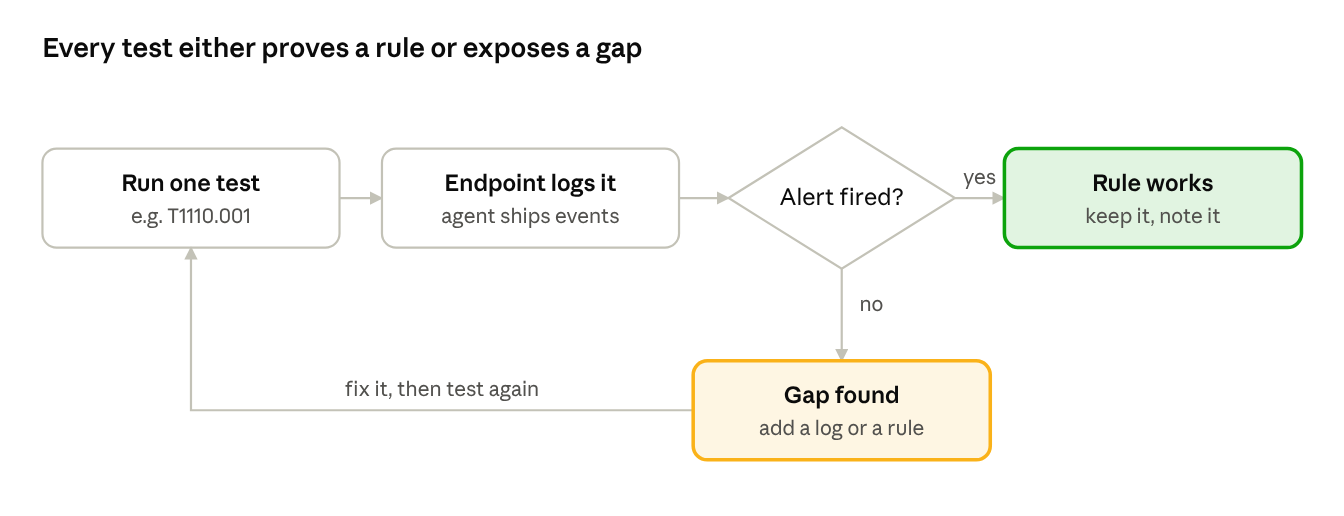 Every test either proves a rule or exposes a gap
Run one test
e.g. T1110.001
Endpoint logs it
agent ships events
Alert fired?
yes
Rule works
keep it, note it
no
fix it, then test again
Gap found
add a log or a rule